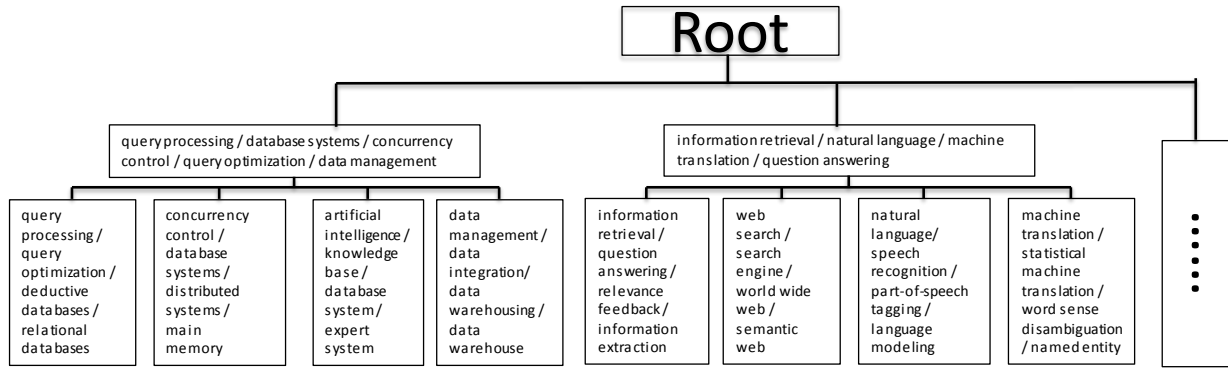 Root
query processing / database systems / concurrency
control / query optimization / data management
information retrieval / natural language / machine
translation / question answering
query
processing /
query
optimization /
deductive
databases /
relational
databases
concurrency
control /
database
systems /
distributed
systems /
main
memory
artificial
intelligence /
knowledge
base /
database
system /
expert
system
data
management /
data
integration/
data
warehousing /
data
warehouse
information
retrieval /
question
answering /
relevance
feedback /
information
extraction
web
search /
search
engine /
world wide
web /
semantic
web
natural
language/
speech
recognition /
part-of-speech
tagging /
language
modeling
machine
translation /
statistical
machine
translation /
word sense
disambiguation
/ named entity